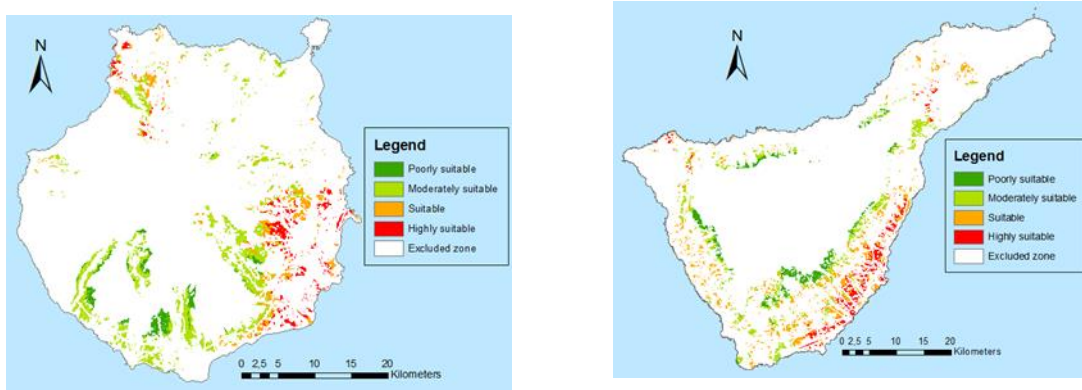 N
Legend
Poorly suitable
Moderately suitable
Suitable
Highly suitable
Excluded zone
0 2,5 5 10 15 20
Kilometers
N
Legend
Poorly suitable
Moderately suitable
Suitable
Highly suitable
Excluded zone
0 2,5 5 10 15 20
Kilometers